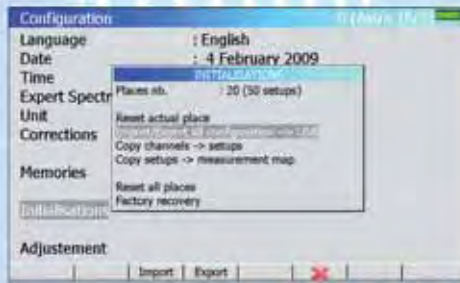 Configuration
Language : English
Date : 4 February 2009
Time
Expert Spectr
Unit
Corrections
Memories
Initialisations
Adjustement
INITIALISATIONS
Places nb. : 20 (50 setups)
Reset actual place
Copy channels -> setups
Copy setups -> measurement map
Reset all places
Factory recovery
Import Export